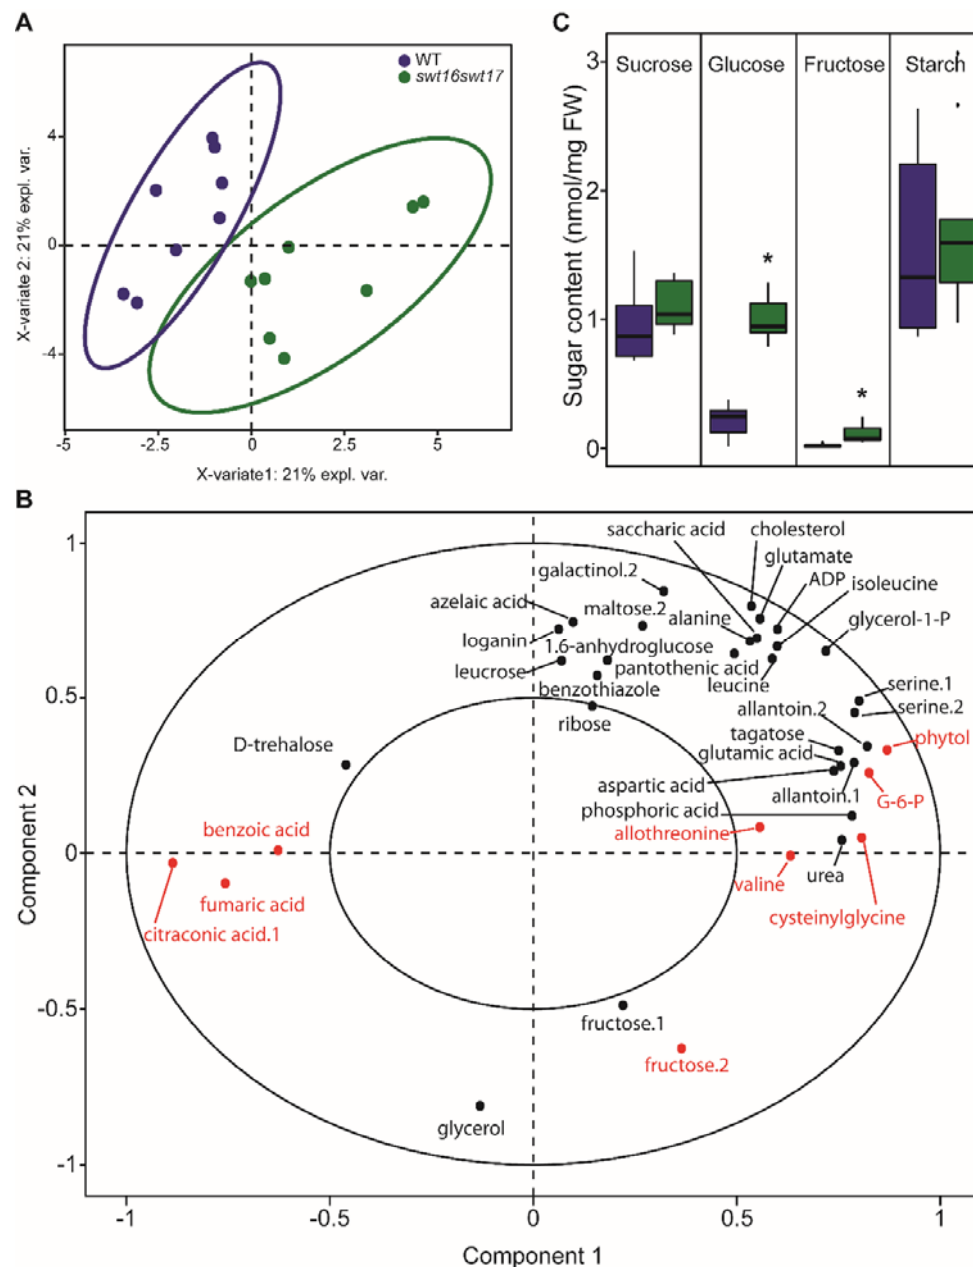 A
WT
swt16swt17
X-variate 2: 21% expl. var.
4
0
-4
-5
-2.5
0
2.5
5
X-variate1: 21% expl. var.
C
Sugar content (nmol/mg FW)
3
2
1
0
Sucrose
Glucose
Fructose
Starch
*
*
B
Component 2
1
0.5
0
-0.5
-1
saccharic acid
cholesterol
glutamate
galactinol.2
ADP
isoleucine
azelaic acid
maltose.2
alanine
glycerol-1-P
loganin
1.6-anhydroglucose
leucrose
pantothenic acid
leucine
benzothiazole
serine.1
allantoin.2
serine.2
ribose
tagatose
phytol
D-trehalose
glutamic acid
aspartic acid
allantoin.1
G-6-P
phosphoric acid
benzoic acid
allothreonine
urea
valine
fumaric acid
cysteinylglycine
citraconic acid.1
fructose.1
fructose.2
glycerol
-1
-0.5
0
0.5
1
Component 1